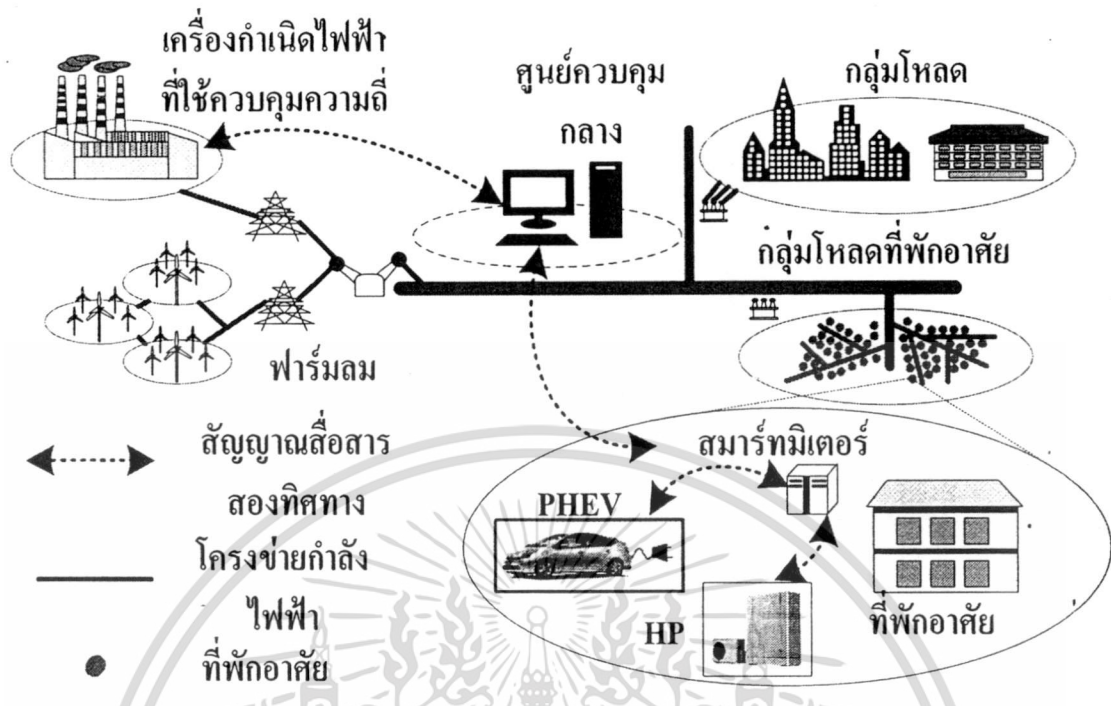 เครื่องกำเนิดไฟฟ้า
ที่ใช้ควบคุมความถี่
ศูนย์ควบคุม
กลาง
กลุ่มโหลด
กลุ่มโหลดที่พักอาศัย
ฟาร์มลม
สัญญาณสื่อสาร
สองทิศทาง
โครงข่ายกำลัง
ไฟฟ้า
ที่พักอาศัย
สมาร์ทมิเตอร์
PHEV
HP
ที่พักอาศัย